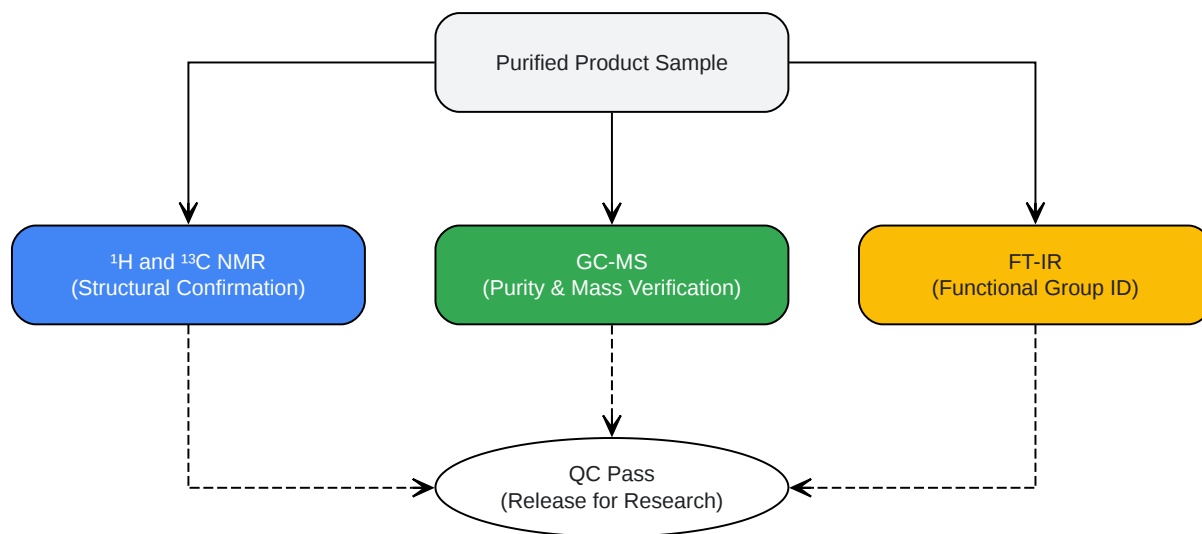 Purified Product Sample
¹H and ¹³C NMR
(Structural Confirmation)
GC-MS
(Purity & Mass Verification)
FT-IR
(Functional Group ID)
QC Pass
(Release for Research)